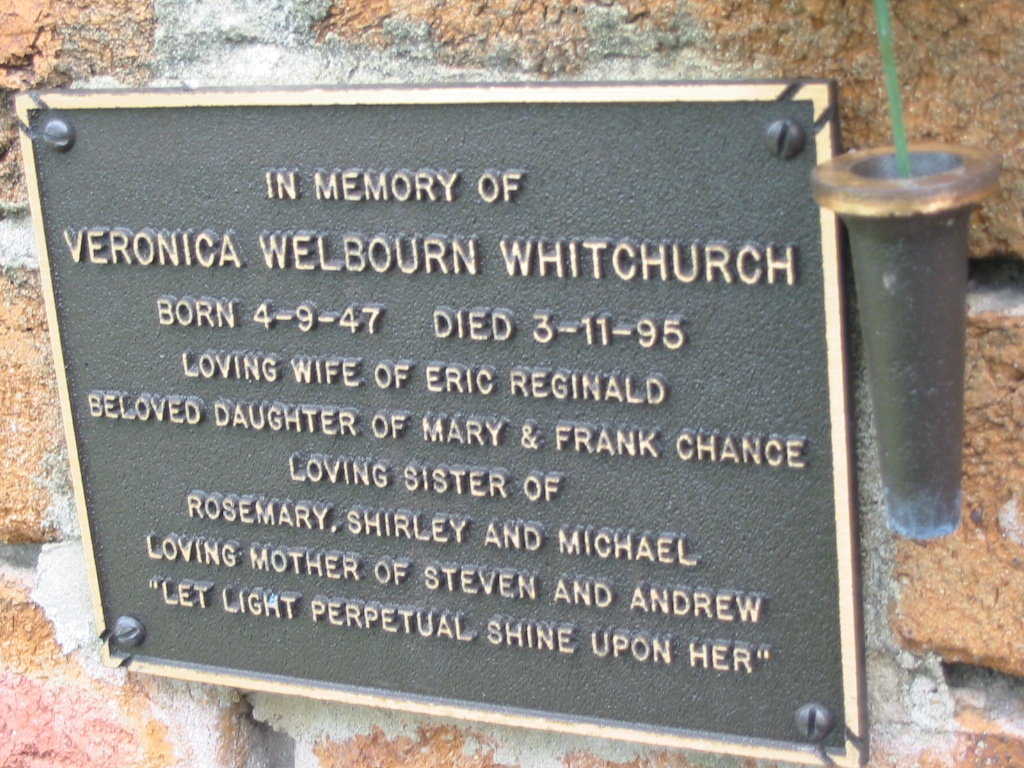 IN MEMORY OF
VERONICA WELBOURN WHITCHURCH
BORN 4-9-47 DIED 3-11-95
LOVING WIFE OF ERIC REGINALD
BELOVED DAUGHTER OF MARY & FRANK CHANCE
LOVING SISTER OF
ROSEMARY, SHIRLEY AND MICHAEL
LOVING MOTHER OF STEVEN AND ANDREW
"LET LIGHT PERPETUAL SHINE UPON HER"